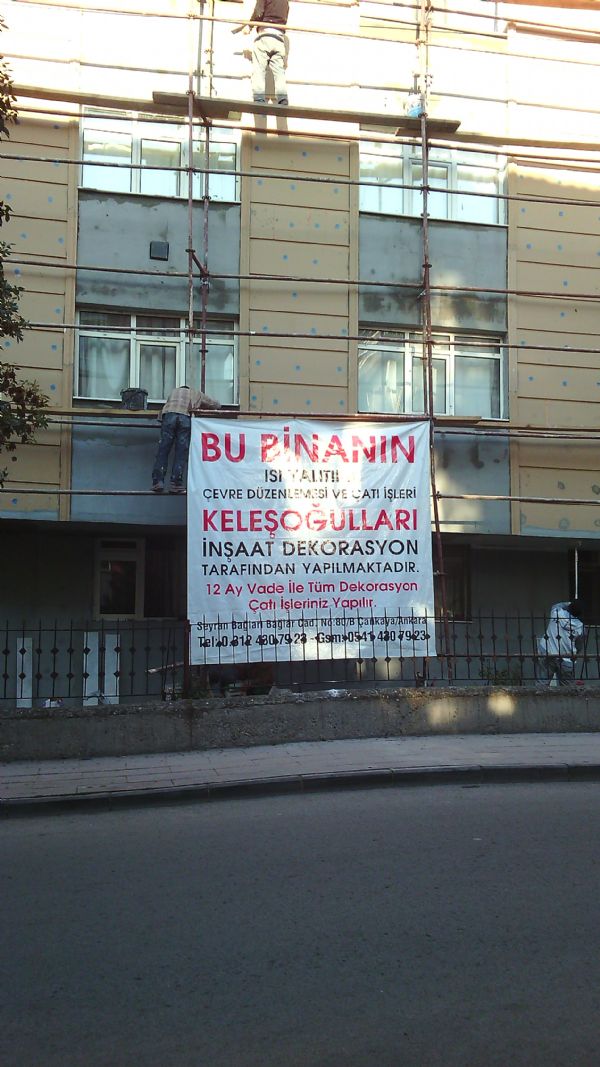 BU BİNANIN
ISI YALITIM
ÇEVRE DÜZENLEMESİ VE ÇATI İŞLERİ
KELEŞOĞULLARI
İNŞAAT DEKORASYON
TARAFINDAN YAPILMAKTADIR.
12 Ay Vade İle Tüm Dekorasyon
Çatı İşleriniz Yapılır.
Seyran Bağları Bağlar Cad. No:80/B Çankaya/Ankara
Tel:0 312 430 79 23 - Gsm:0541 430 79 23